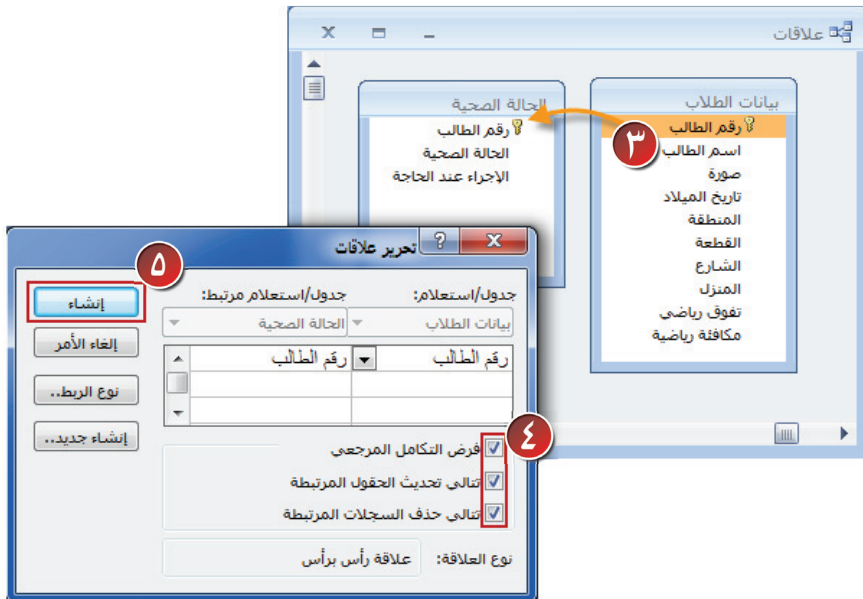 علاقات
بيانات الطلاب
رقم الطالب
اسم الطالب
صورة
تاريخ الميلاد
المنطقة
القطعة
الشارع
المنزل
تفوق رياضي
مكافئة رياضية
الحالة الصحية
رقم الطالب
الحالة الصحية
الإجراء عند الحاجة
٣
تحرير علاقات
٥
جدول/استعلام: جدول/استعلام مرتبط:
بيانات الطلاب الحالة الصحية
رقم الطالب رقم الطالب
إنشاء
إلغاء الأمر
نوع الربط..
إنشاء جديد..
٤
فرض التكامل المرجعي
تتالي تحديث الحقول المرتبطة
تتالي حذف السجلات المرتبطة
نوع العلاقة: علاقة رأس برأس